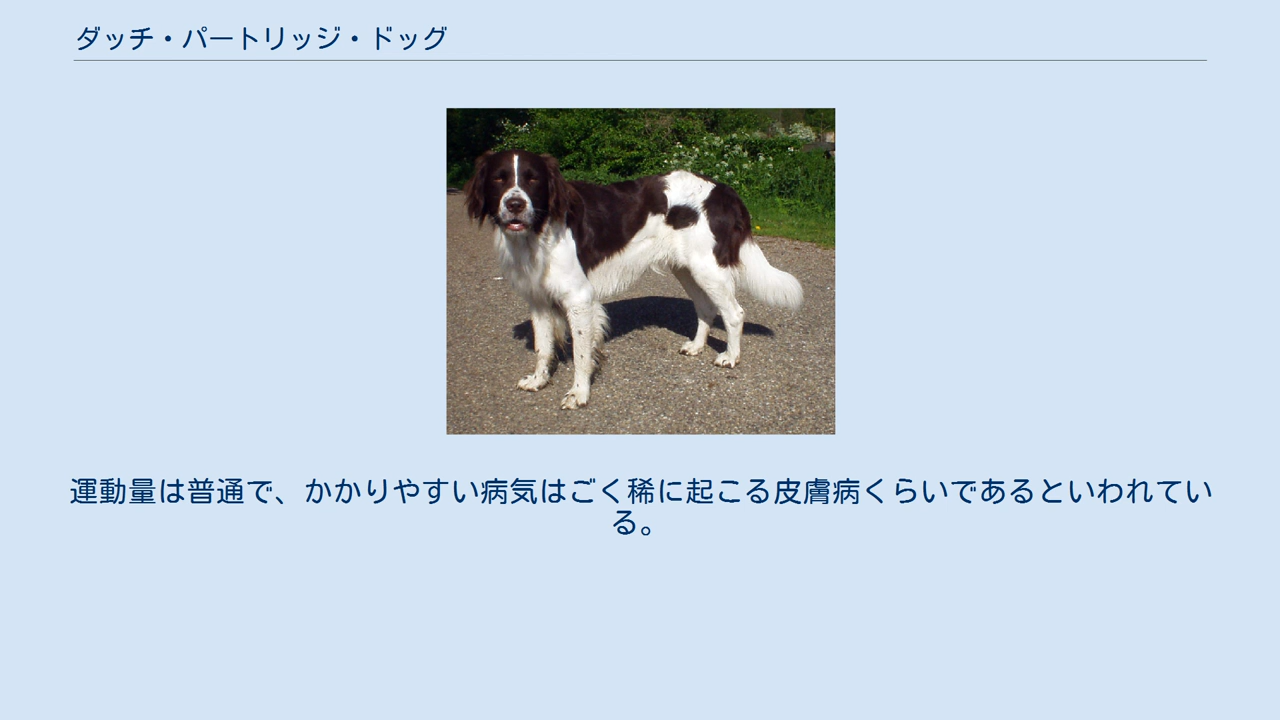 ダッチ・パートリッジ・ドッグ
運動量は普通で、かかりやすい病気はごく稀に起こる皮膚病くらいであるといわれてい
る。